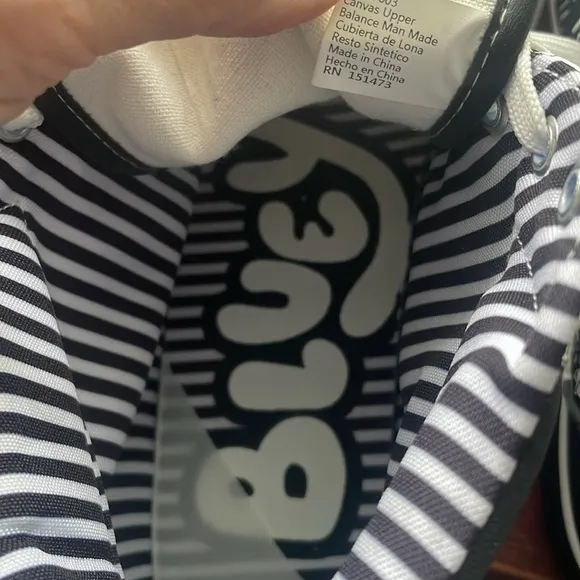 003
Canvas Upper
Balance Man Made
Cubierta de Lona
Resto Sintetico
Made in China
Hecho en China
RN 151473
BLUEY